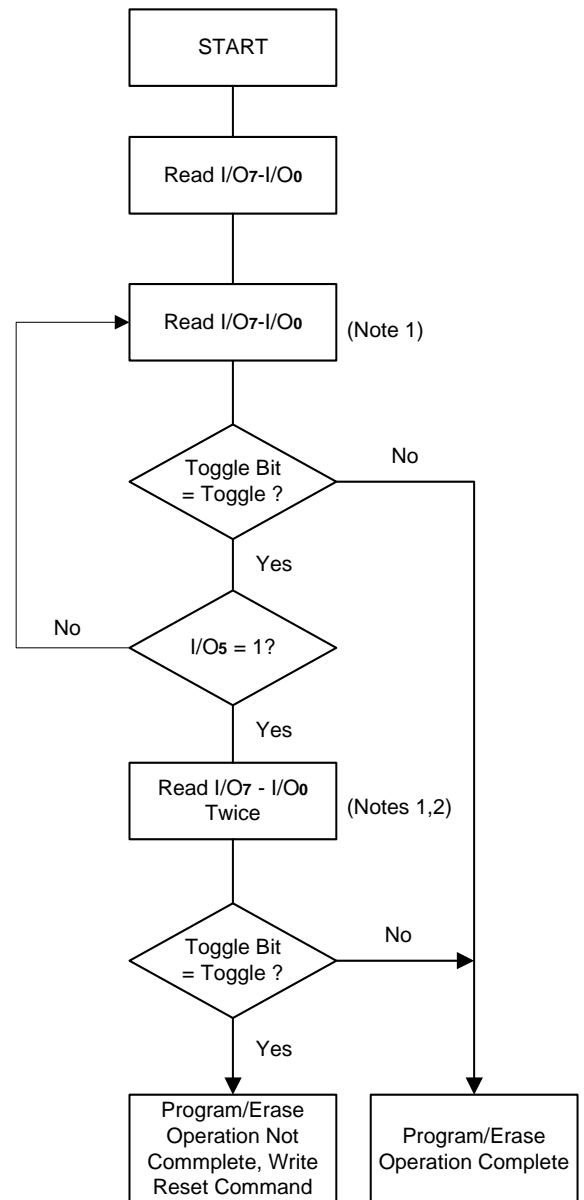 START
Read I/O7-I/O0
Read I/O7-I/O0
(Note 1)
Toggle Bit
= Toggle ?
No
Yes
I/O5 = 1?
No
Yes
Read I/O7 - I/O0
Twice
(Notes 1,2)
Toggle Bit
= Toggle ?
No
Yes
Program/Erase
Operation Not
Commplete, Write
Reset Command
Program/Erase
Operation Complete